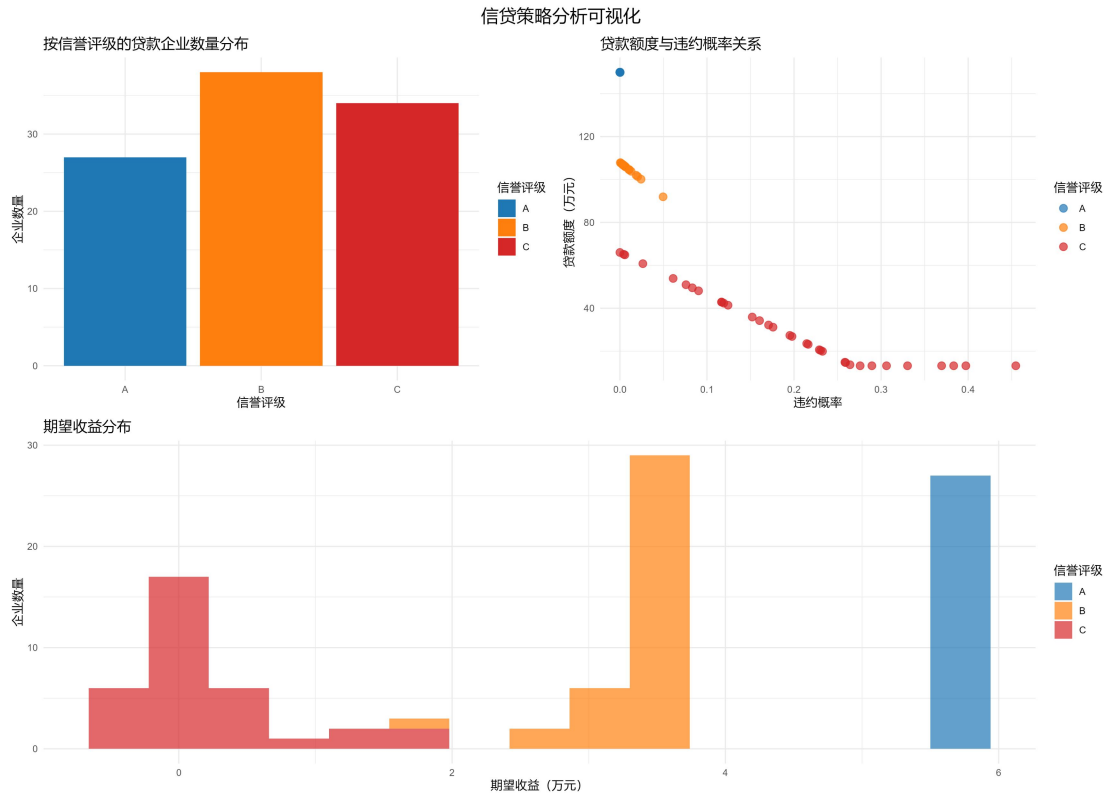 信贷策略分析可视化
按信誉评级的贷款企业数量分布
企业数量
30
20
10
0
A
B
C
信誉评级
信誉评级
A
B
C
贷款额度与违约概率关系
贷款额度（万元）
120
80
40
0.0
0.1
0.2
0.3
0.4
违约概率
信誉评级
A
B
C
期望收益分布
企业数量
30
20
10
0
0
2
4
6
期望收益（万元）
信誉评级
A
B
C